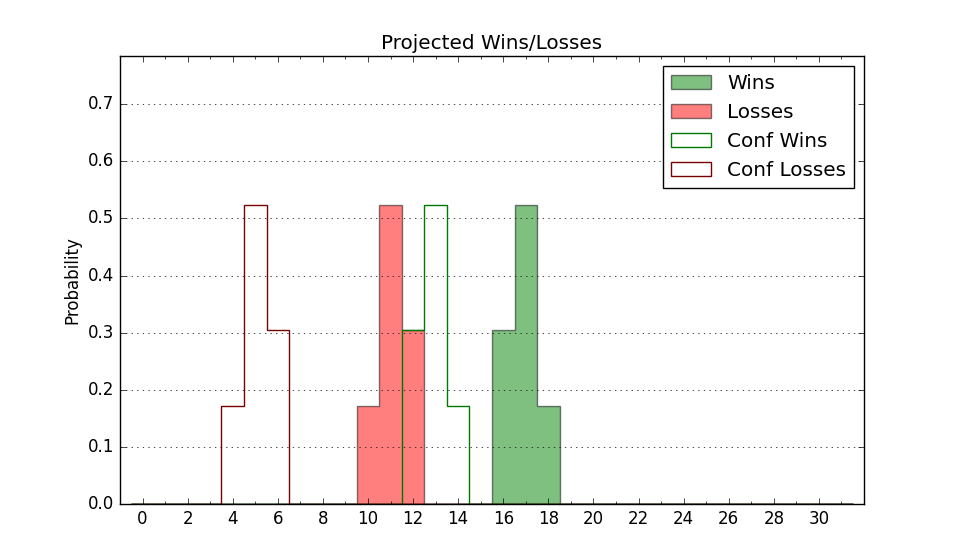 Projected Wins/Losses
Wins
Losses
Conf Wins
Conf Losses
Probability
0.7
0.6
0.5
0.4
0.3
0.2
0.1
0.0
0 2 4 6 8 10 12 14 16 18 20 22 24 26 28 30